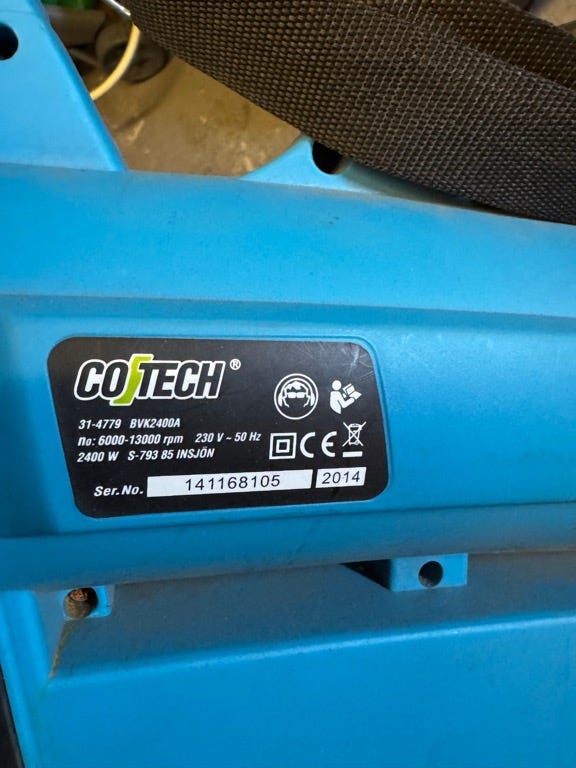 COTECH®
31-4779 BVK2400A
no: 6000-13000 rpm 230 V ~ 50 Hz
2400 W S-793 85 INSJÖN
CE
Ser.No. 141168105 2014